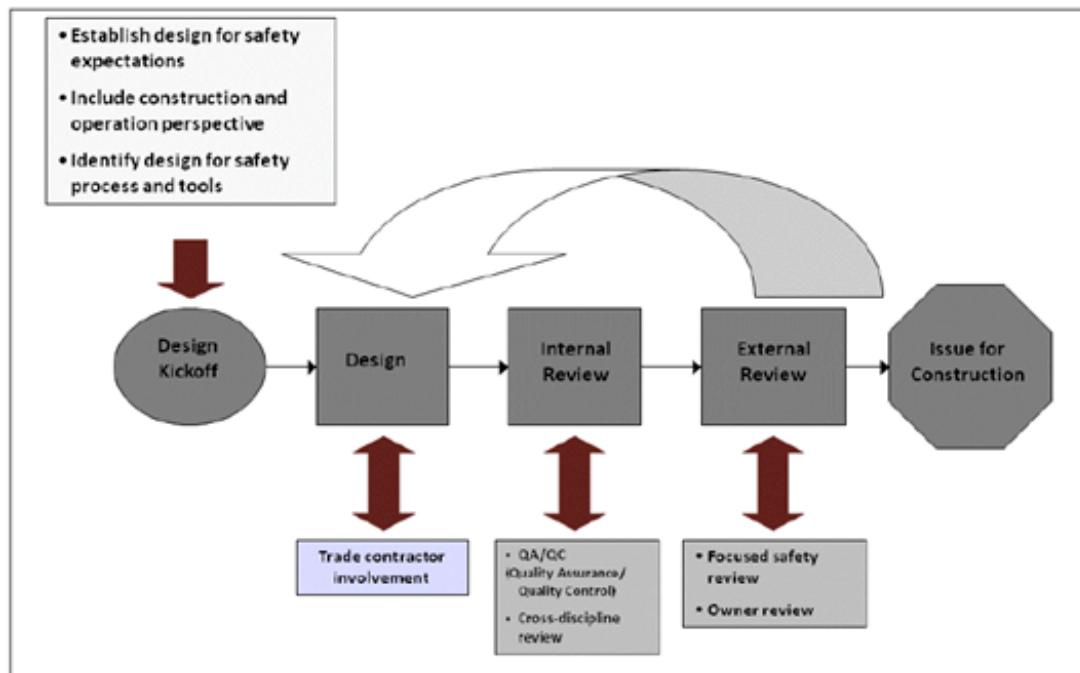 • Establish design for safety
expectations
• Include construction and
operation perspective
• Identify design for safety
process and tools
Design
Kickoff
Design
Internal
Review
External
Review
Issue for
Construction
Trade contractor
involvement
• QA/QC
(Quality Assurance/
Quality Control)
• Cross-discipline
review
• Focused safety
review
• Owner review